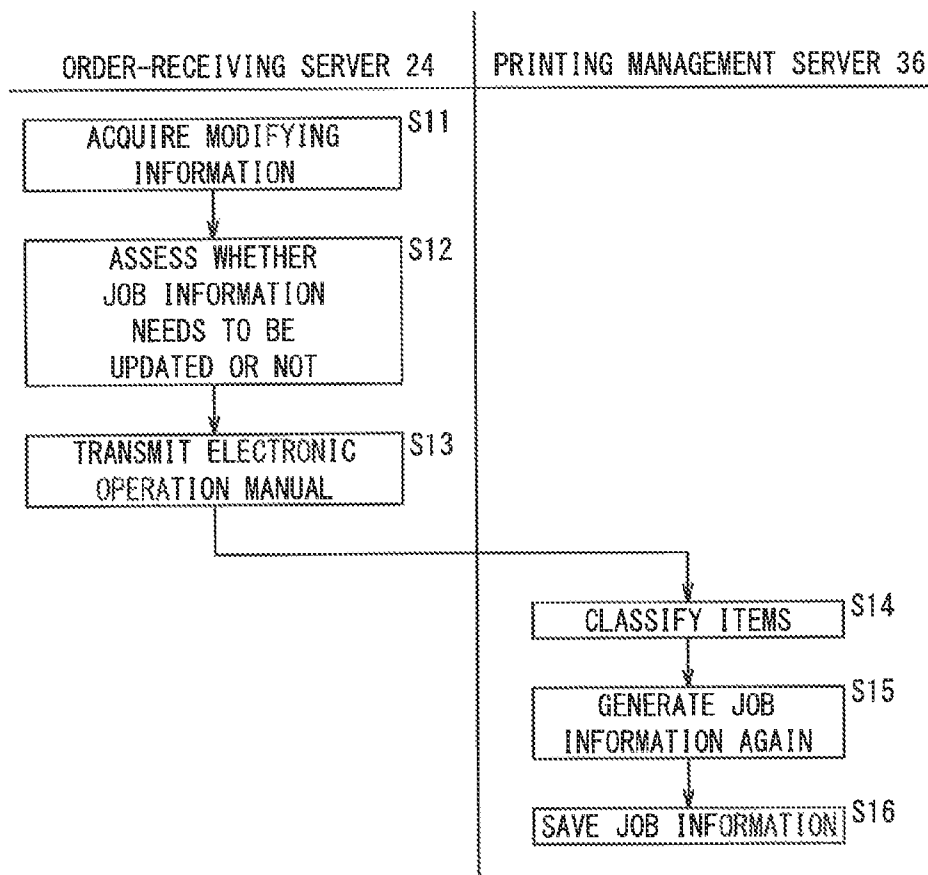 ORDER-RECEIVING SERVER 24
PRINTING MANAGEMENT SERVER 36
S11
ACQUIRE MODIFYING
INFORMATION
S12
ASSESS WHETHER
JOB INFORMATION
NEEDS TO BE
UPDATED OR NOT
S13
TRANSMIT ELECTRONIC
OPERATION MANUAL
S14
CLASSIFY ITEMS
S15
GENERATE JOB
INFORMATION AGAIN
S16
SAVE JOB INFORMATION